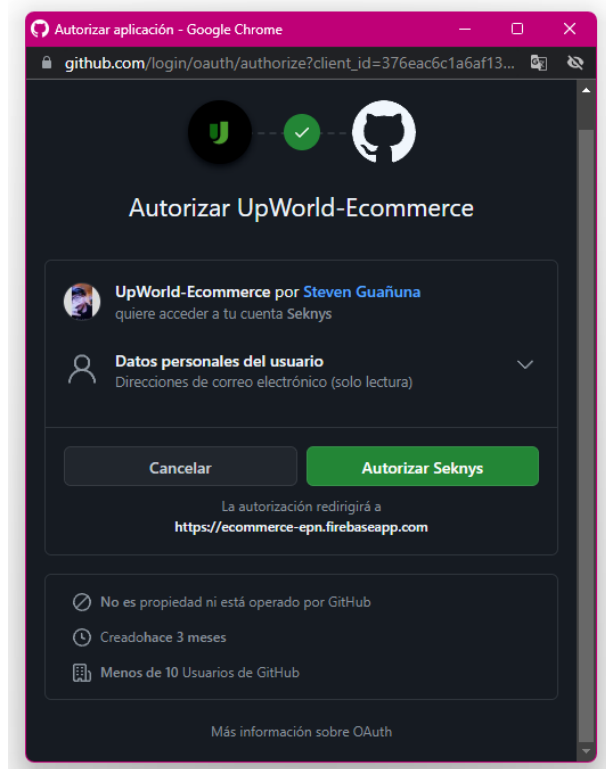 Autorizar aplicación - Google Chrome
github.com/login/oauth/authorize?client_id=376eac6c1a6af13...
Autorizar UpWorld-Ecommerce
UpWorld-Ecommerce por Steven Guañuna
quiere acceder a tu cuenta Seknys
Datos personales del usuario
Direcciones de correo electrónico (solo lectura)
Cancelar
Autorizar Seknys
La autorización redirigirá a
https://ecommerce-epn.firebaseapp.com
No es propiedad ni está operado por GitHub
Creadohace 3 meses
Menos de 10 Usuarios de GitHub
Más información sobre OAuth